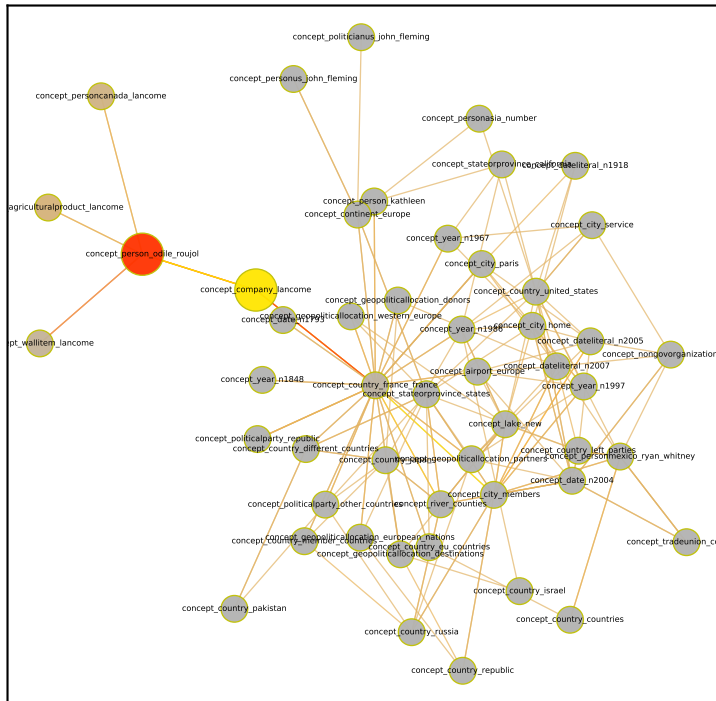 concept_politicianus_john_fleming
concept_personus_john_fleming
concept_personcanada_lancome
concept_personasia_number
concept_stateorprovince_california
concept_dateliteral_n1918
concept_person_kathleen
agriculturalproduct_lancome
concept_continent_europe
concept_city_service
concept_year_n1967
concept_person_odile_roujol
concept_city_paris
concept_company_lancome
concept_country_united_states
concept_geopoliticallocation_donors
concept_geopoliticallocation_western_europe
concept_date_n1793
concept_year_n1986
concept_city_home
concept_dateliteral_n2005
pt_wallitem_lancome
concept_nongovorganization
concept_dateliteral_n2007
concept_airport_europe
concept_year_n1848
concept_country_france_france
concept_year_n1997
concept_stateorprovince_states
concept_lake_new
concept_politicalparty_republic
concept_country_different_countries
concept_country_left_parties
concept_personmexico_ryan_whitney
concept_country_japan
concept_geopoliticallocation_partners
concept_date_n2004
concept_city_members
concept_politicalparty_other_countries
concept_river_counties
concept_geopoliticallocation_european_nations
concept_country_member_countries
concept_country_eu_countries
concept_tradeunion_co
concept_geopoliticallocation_destinations
concept_country_israel
concept_country_pakistan
concept_country_countries
concept_country_russia
concept_country_republic